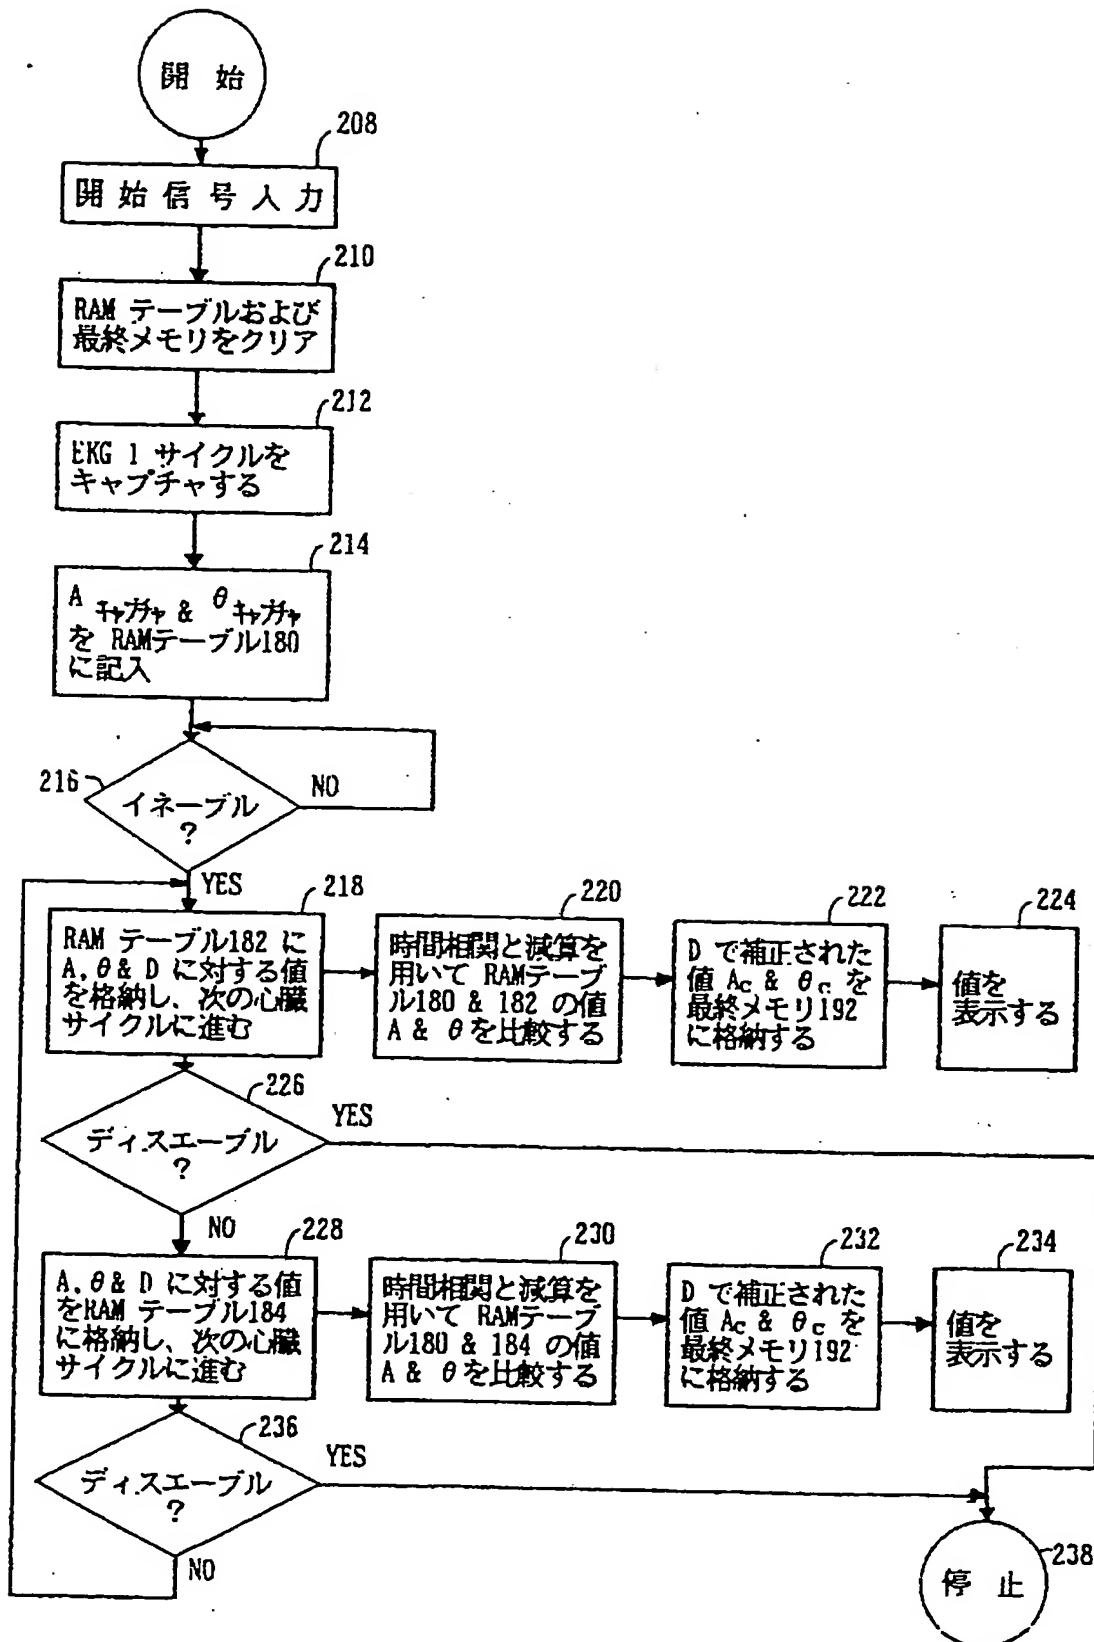 開始
208
開始信号入力
210
RAM テーブルおよび
最終メモリをクリア
212
EKG 1 サイクルを
キャプチャする
214
A キャプチャ & θ キャプチャ
を RAMテーブル180
に記入
216
イネーブル
?
NO
YES
218
RAM テーブル182 に
A, θ & D に対する値
を格納し、次の心臓
サイクルに進む
220
時間相関と減算を
用いて RAMテーブ
ル180 & 182 の値
A & θ を比較する
222
D で補正された
値 Ac & θc を
最終メモリ192
に格納する
224
値を
表示する
226
ディスエーブル
?
YES
NO
228
A, θ & D に対する値
をRAM テーブル184
に格納し、次の心臓
サイクルに進む
230
時間相関と減算を
用いて RAMテーブ
ル180 & 184 の値
A & θ を比較する
232
D で補正された
値 Ac & θc を
最終メモリ192
に格納する
234
値を
表示する
236
ディスエーブル
?
YES
NO
停止
238